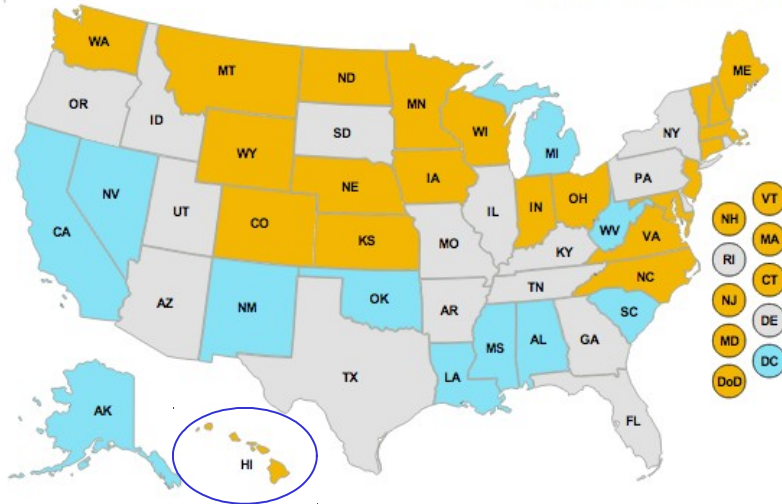 WA
MT
ND
MN
ME
OR
ID
SD
WI
NY
WY
MI
IA
PA
NE
NV
UT
CO
IL
IN
OH
VT
CA
KS
MO
WV
VA
NH
MA
KY
RI
CT
AZ
NM
OK
AR
TN
NC
NJ
DE
SC
MS
AL
GA
MD
DC
TX
LA
DoD
AK
FL
HI